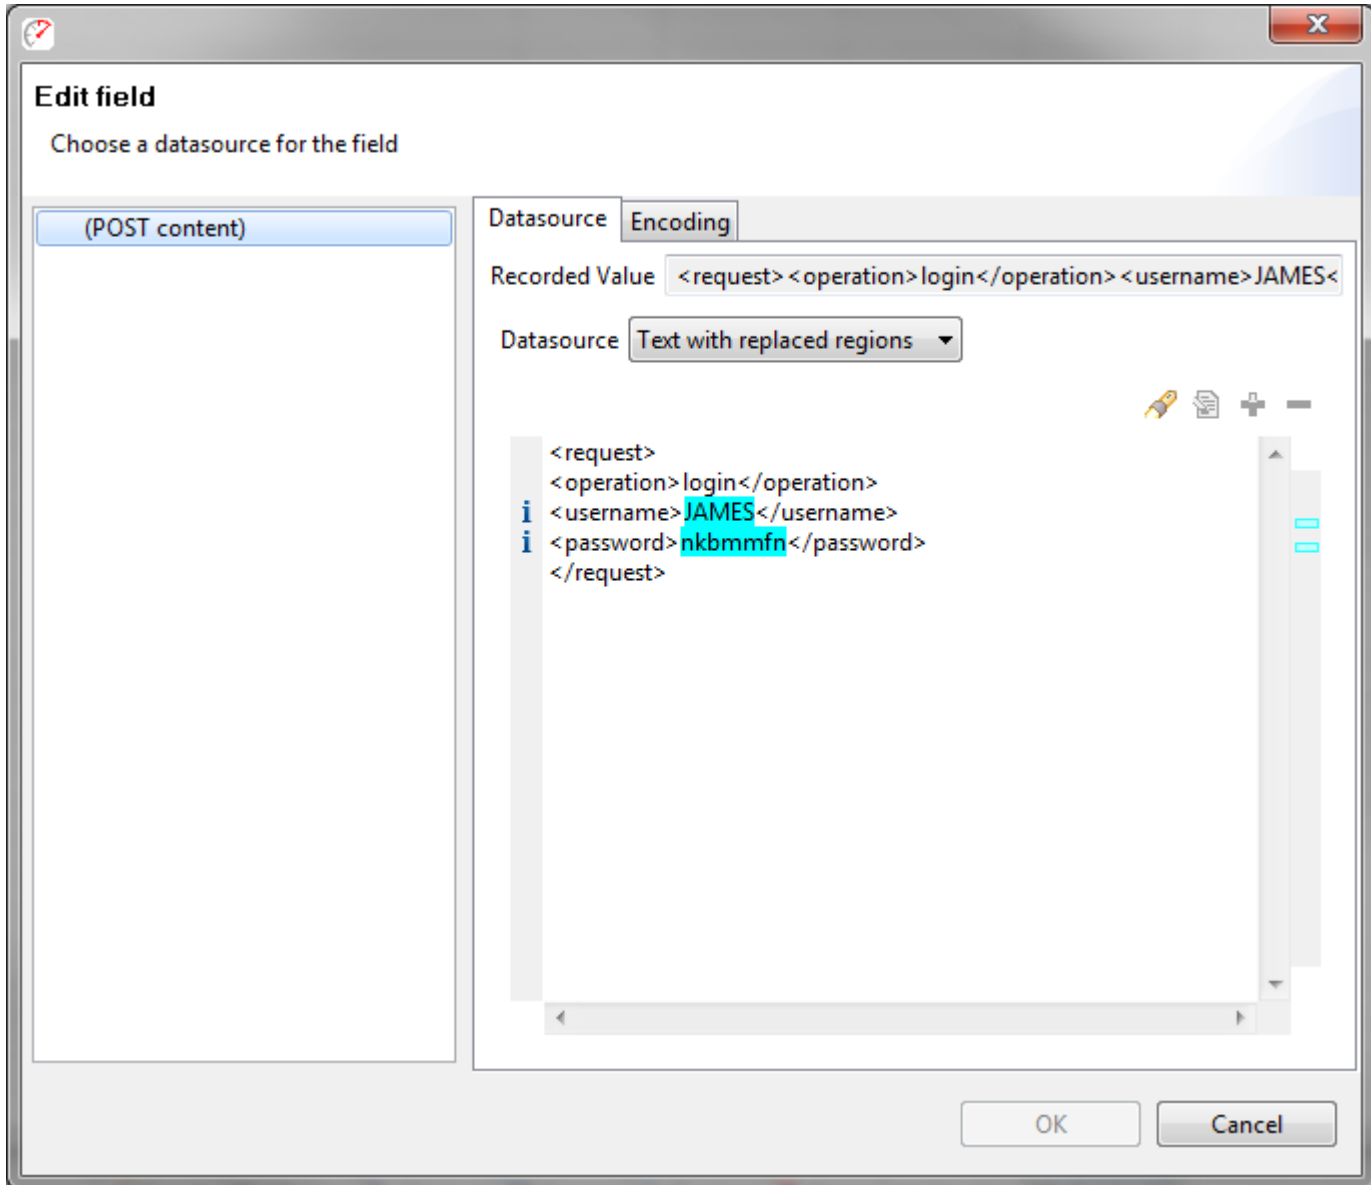 Edit field
Choose a datasource for the field
(POST content)
Datasource Encoding
Recorded Value <request><operation>login</operation><username>JAMES<
Datasource Text with replaced regions
<request>
<operation>login</operation>
i <username>JAMES</username>
i <password>nkbmmfn</password>
</request>
OK Cancel